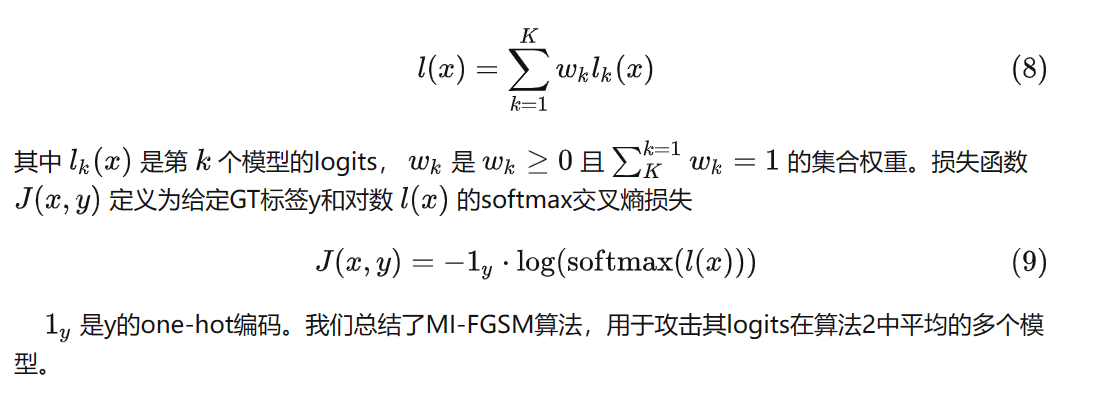 $$l(x) = \sum_{k=1}^{K} w_k l_k(x) \quad (8)$$
其中 $l_k(x)$ 是第 $k$ 个模型的logits， $w_k$ 是 $w_k \geq 0$ 且 $\sum_{K}^{k=1} w_k = 1$ 的集合权重。损失函数
$J(x, y)$ 定义为给定GT标签y和对数 $l(x)$ 的softmax交叉熵损失
$$J(x, y) = -1_y \cdot \log(\mathrm{softmax}(l(x))) \quad (9)$$
$1_y$ 是y的one-hot编码。我们总结了MI-FGSM算法，用于攻击其logits在算法2中平均的多个模
型。